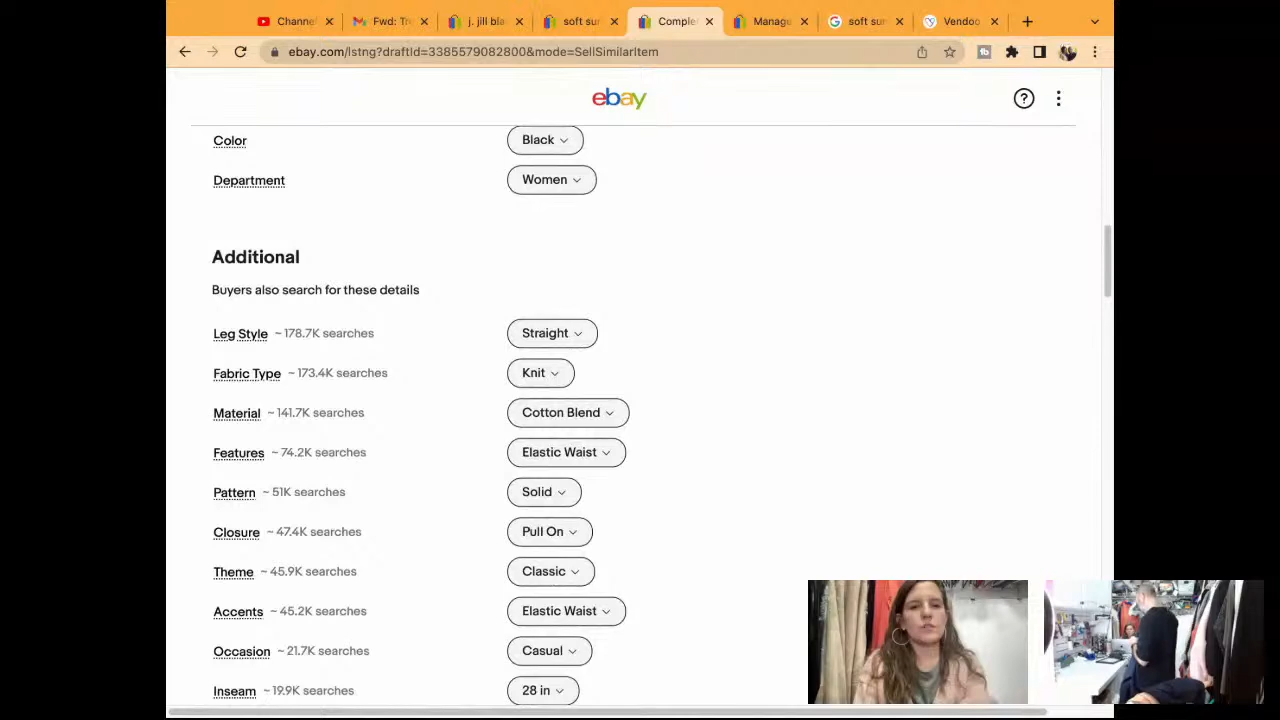 Channel
Fwd: Tr
j. jill bla
soft sur
Comple
Manage
soft sur
Vendoo
ebay.com/lstng?draftId=3385579082800&mode=SellSimilarItem
ebay
Color Black
Department Women
Additional
Buyers also search for these details
Leg Style ~ 178.7K searches Straight
Fabric Type ~ 173.4K searches Knit
Material ~ 141.7K searches Cotton Blend
Features ~ 74.2K searches Elastic Waist
Pattern ~ 51K searches Solid
Closure ~ 47.4K searches Pull On
Theme ~ 45.9K searches Classic
Accents ~ 45.2K searches Elastic Waist
Occasion ~ 21.7K searches Casual
Inseam ~ 19.9K searches 28 in